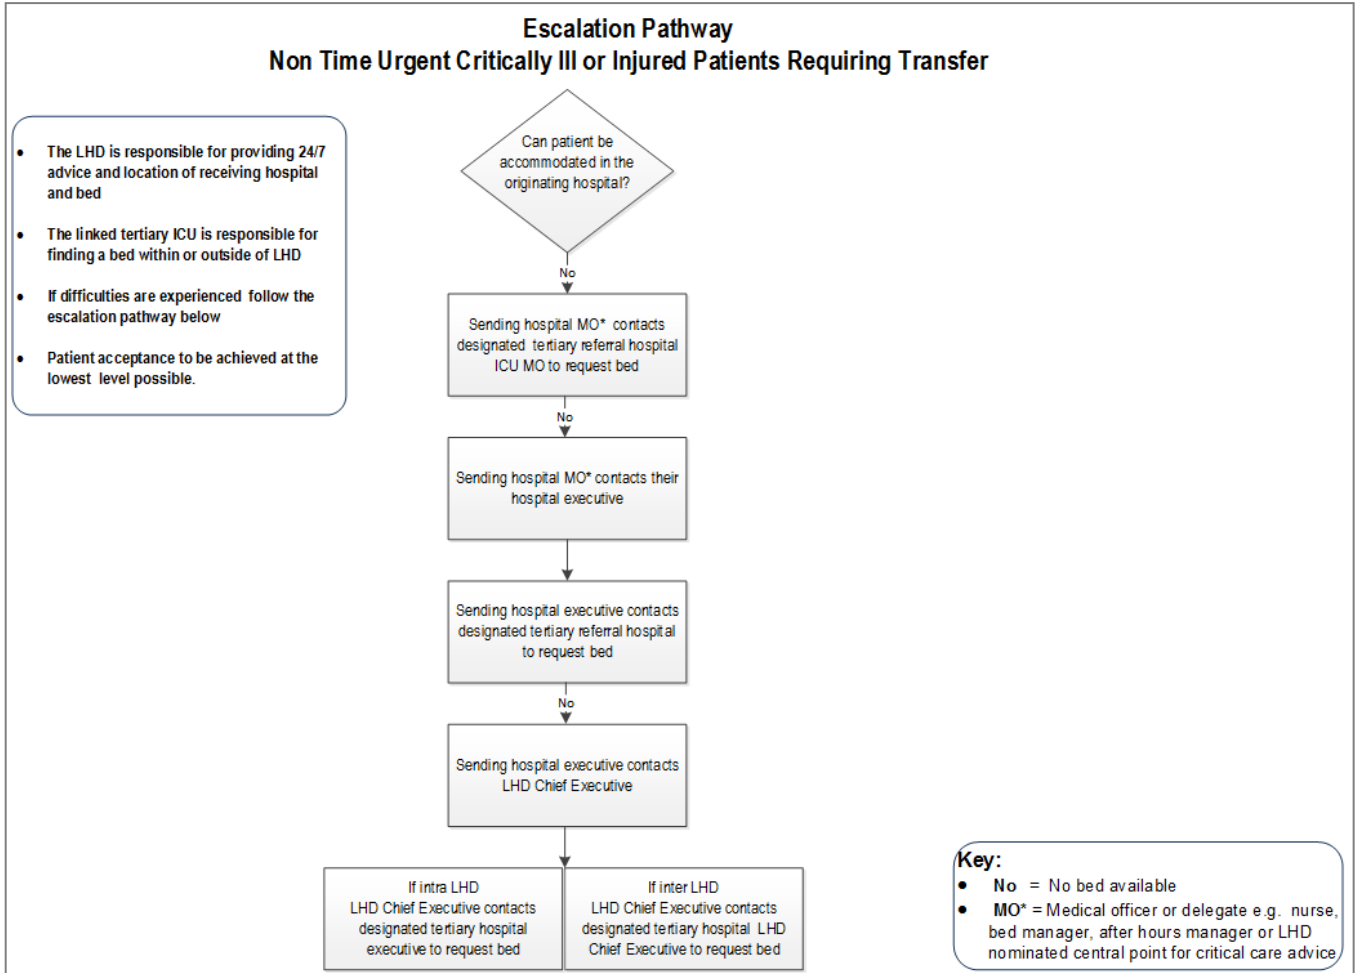 Escalation Pathway
Non Time Urgent Critically Ill or Injured Patients Requiring Transfer
• The LHD is responsible for providing 24/7
advice and location of receiving hospital
and bed
• The linked tertiary ICU is responsible for
finding a bed within or outside of LHD
• If difficulties are experienced follow the
escalation pathway below
• Patient acceptance to be achieved at the
lowest level possible.
Can patient be
accommodated in the
originating hospital?
No
Sending hospital MO* contacts
designated tertiary referral hospital
ICU MO to request bed
No
Sending hospital MO* contacts their
hospital executive
Sending hospital executive contacts
designated tertiary referral hospital
to request bed
No
Sending hospital executive contacts
LHD Chief Executive
If intra LHD
LHD Chief Executive contacts
designated tertiary hospital
executive to request bed
If inter LHD
LHD Chief Executive contacts
designated tertiary hospital LHD
Chief Executive to request bed
Key:
• No = No bed available
• MO* = Medical officer or delegate e.g. nurse,
bed manager, after hours manager or LHD
nominated central point for critical care advice